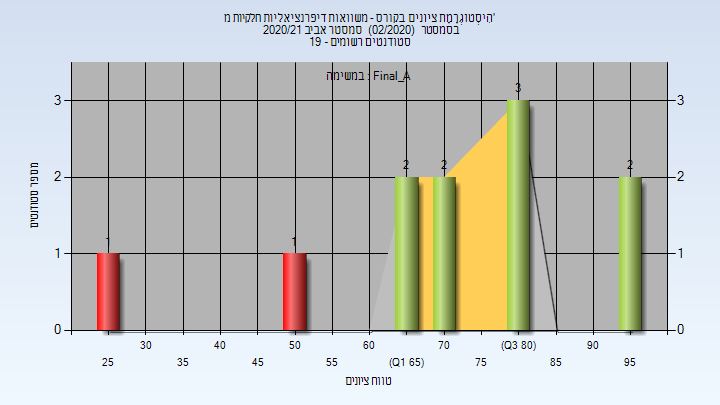 היסטוגרמת ציונים בקורס - משוואות דיפרנציאליות חלקיות מ'
בסמסטר (02/2020) סמסטר אביב 2020/21
סטודנטים רשומים - 19
במשימה : Final_A
מספר סטודנטים
3 3
2 2
1 1
0 0
1 1 2 2 3 2
30 40 50 60 70 (Q3 80) 90
25 35 45 55 (Q1 65) 75 85 95
טווח ציונים